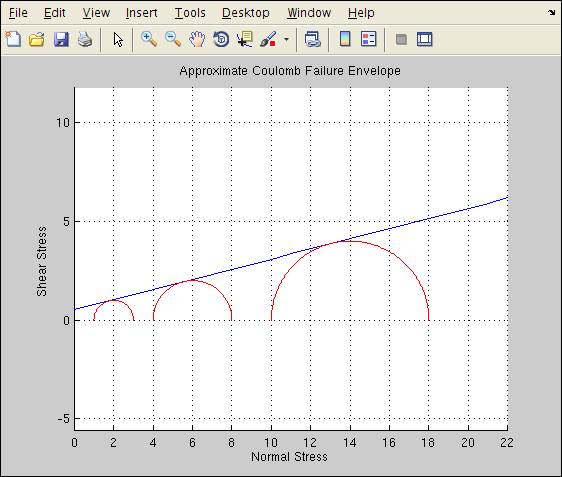 File Edit View Insert Tools Desktop Window Help
Approximate Coulomb Failure Envelope
10
5
0
-5
Shear Stress
0 2 4 6 8 10 12 14 16 18 20 22
Normal Stress